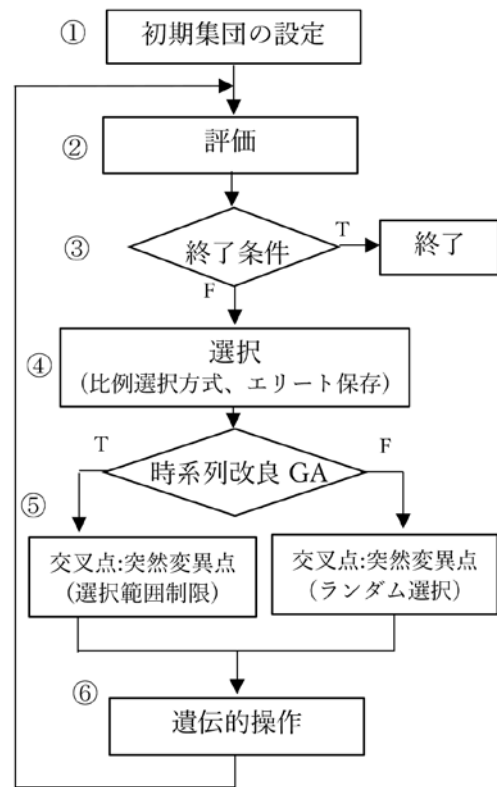 ① 初期集団の設定
② 評価
③ 終了条件
T
終了
F
④ 選択
(比例選択方式、エリート保存)
T
時系列改良 GA
F
⑤
交叉点:突然変異点
(選択範囲制限)
交叉点:突然変異点
(ランダム選択)
⑥ 遺伝的操作